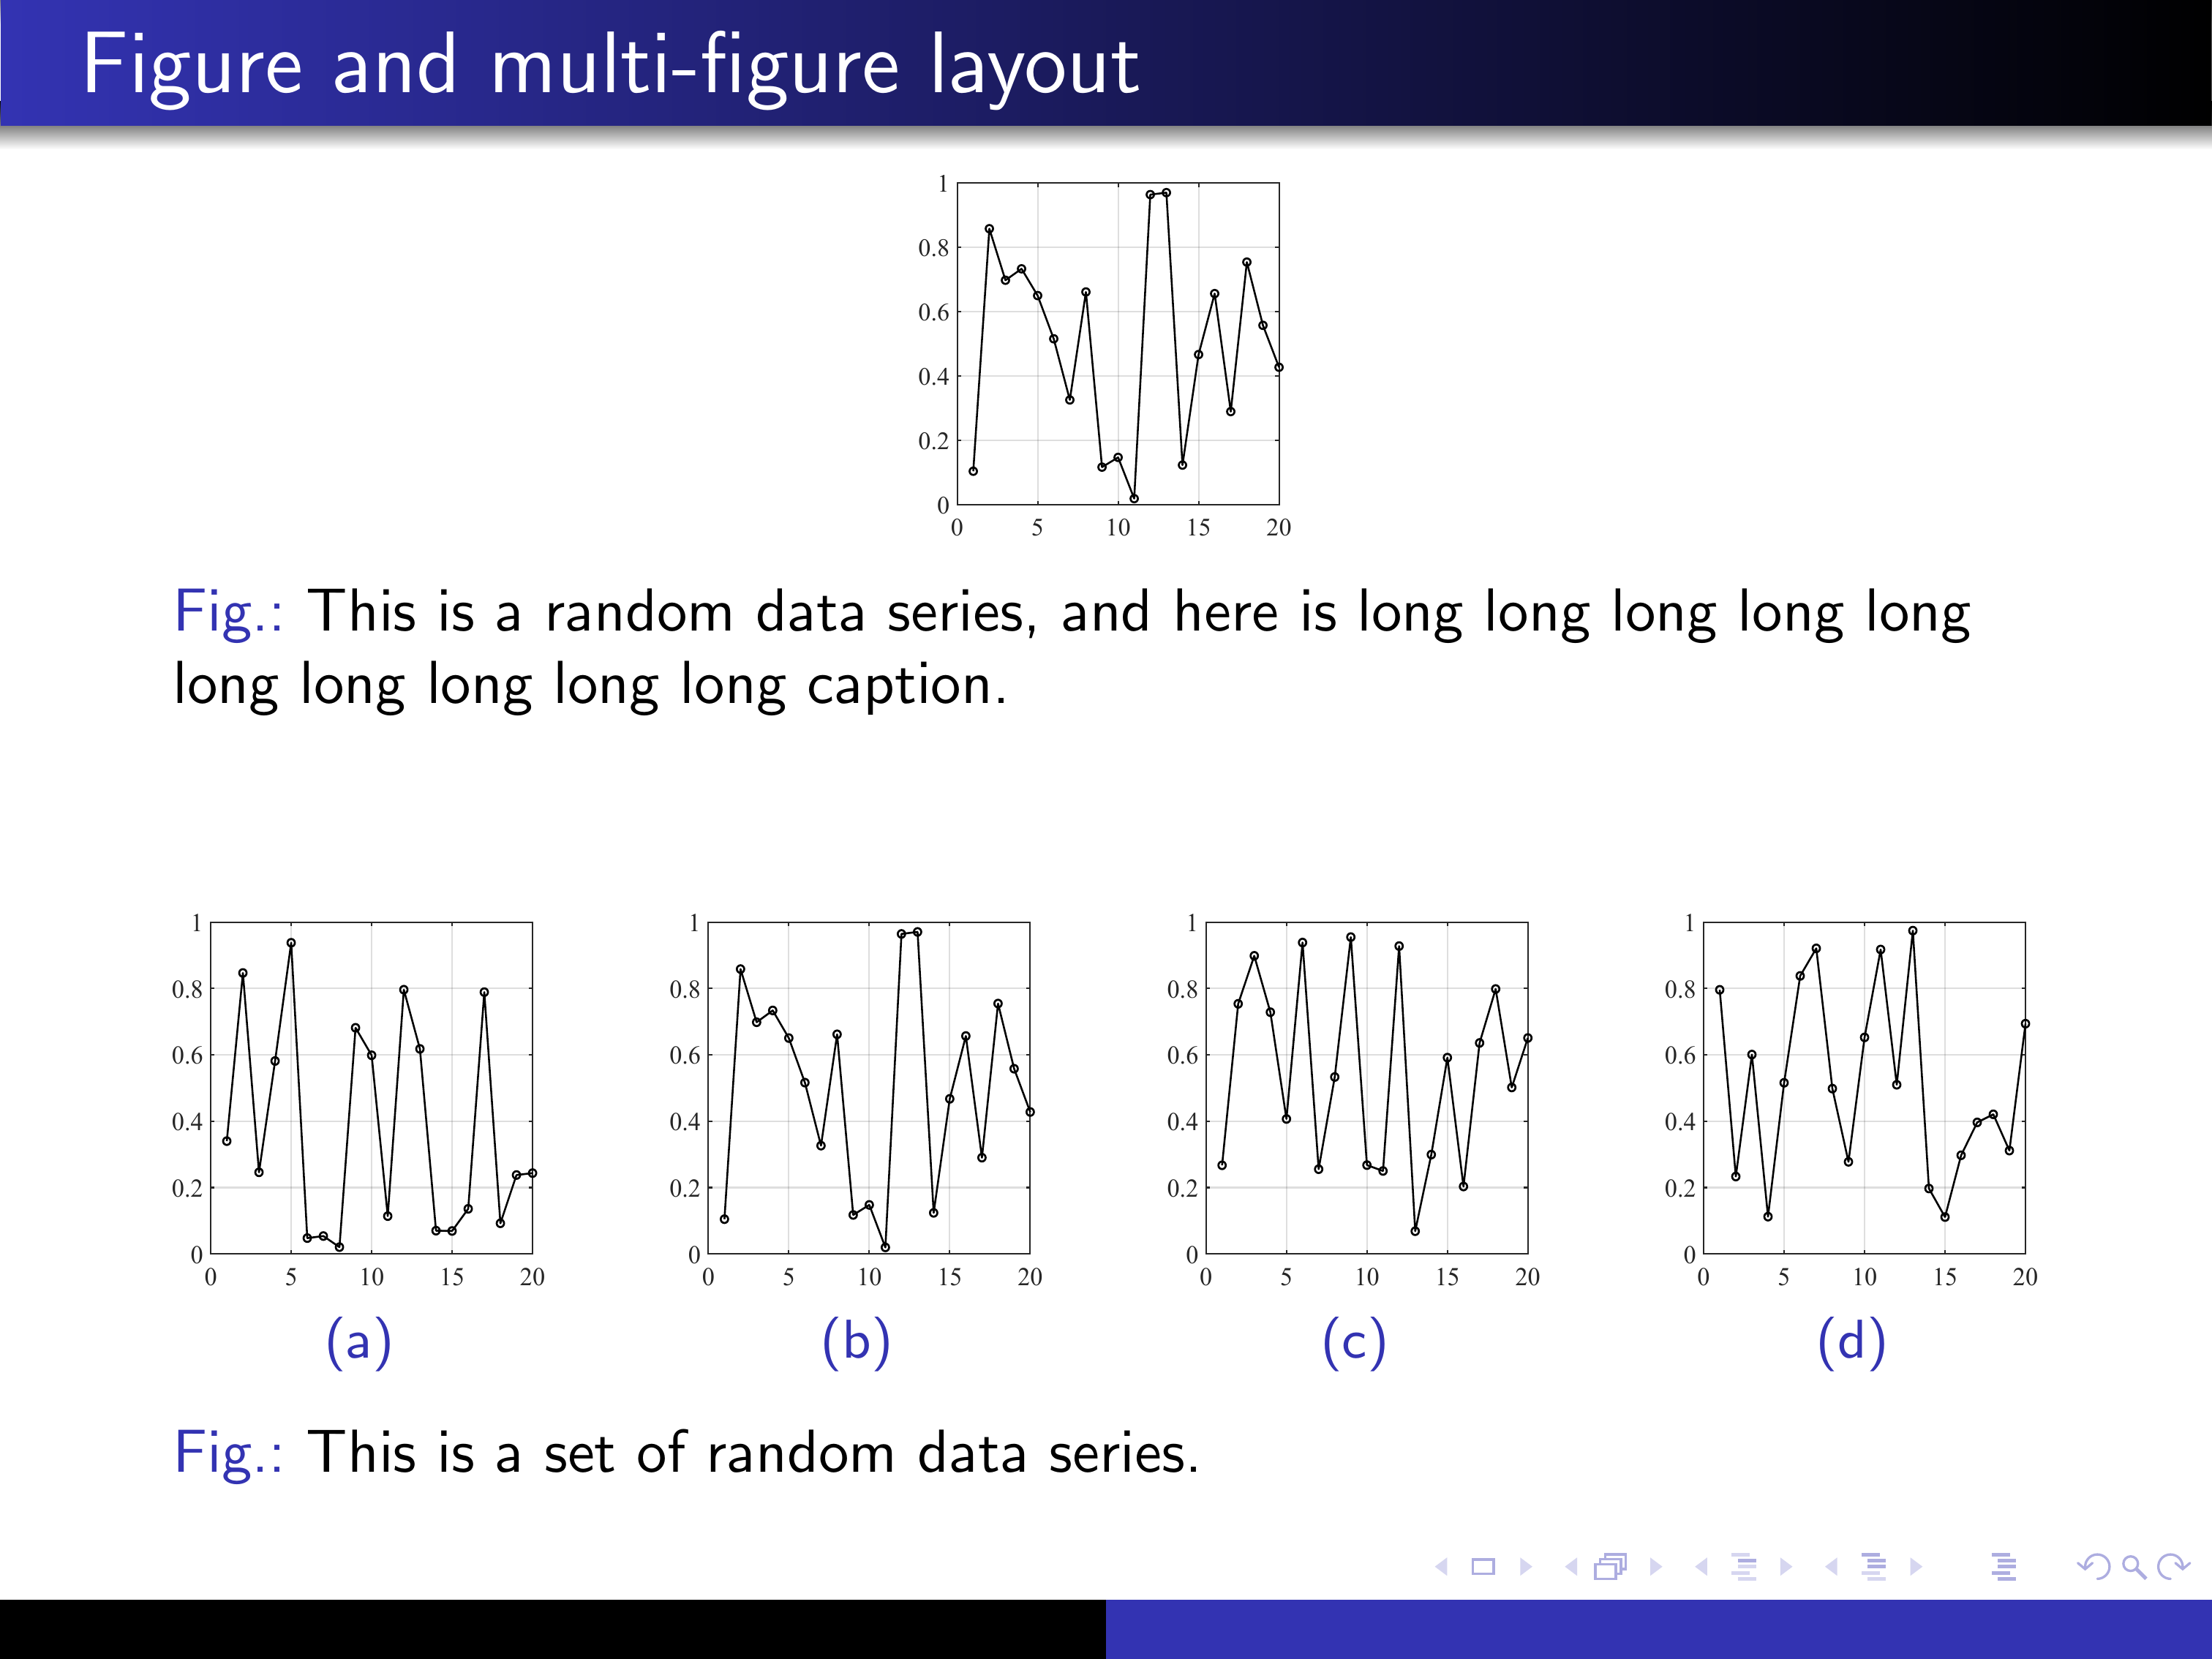 Figure and multi-figure layout
1
0.8
0.6
0.4
0.2
0
0 5 10 15 20
Fig.: This is a random data series, and here is long long long long long
long long long long long caption.
1
0.8
0.6
0.4
0.2
0
0 5 10 15 20
(a)
1
0.8
0.6
0.4
0.2
0
0 5 10 15 20
(b)
1
0.8
0.6
0.4
0.2
0
0 5 10 15 20
(c)
1
0.8
0.6
0.4
0.2
0
0 5 10 15 20
(d)
Fig.: This is a set of random data series.